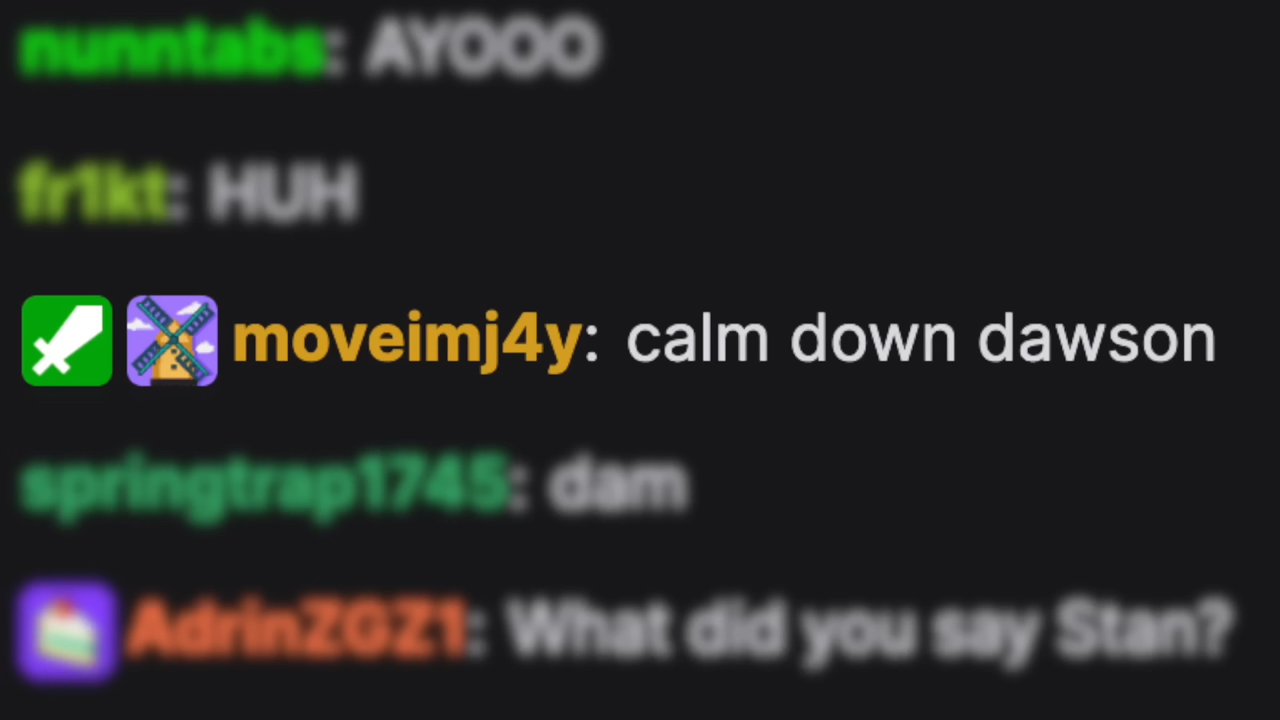 nunntabs: AYOOO
fr1kt: HUH
moveimj4y: calm down dawson
springtrap1745: dam
AdrinZGZ1: What did you say Stan?